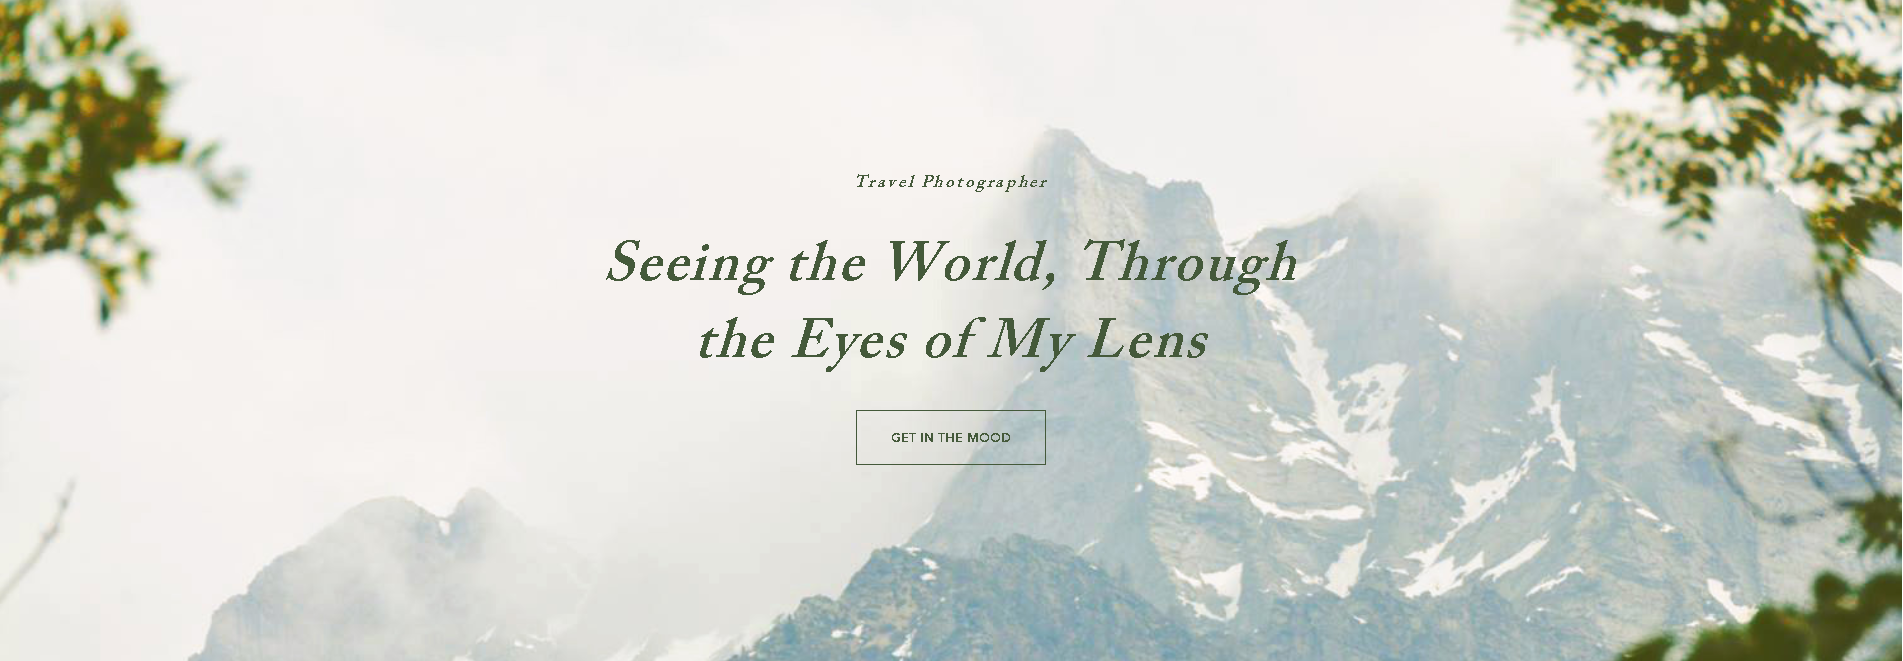 Travel Photographer
Seeing the World, Through
the Eyes of My Lens
GET IN THE MOOD